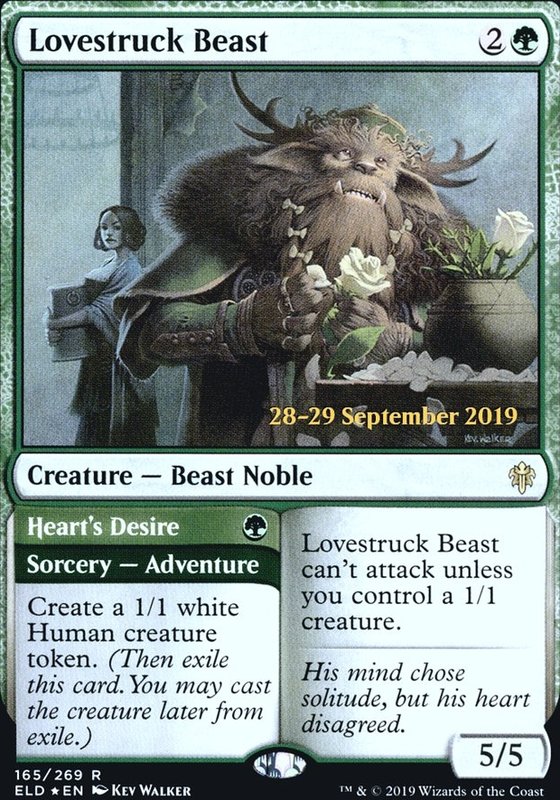 Lovestruck Beast 2
28–29 September 2019
KEV. WALKER
Creature — Beast Noble
Heart's Desire
Sorcery — Adventure
Create a 1/1 white
Human creature
token. (Then exile
this card. You may cast
the creature later from
exile.)
Lovestruck Beast
can't attack unless
you control a 1/1
creature.
His mind chose
solitude, but his heart
disagreed.
5/5
165/269 R
ELD ★ EN Kev Walker
™ & © 2019 Wizards of the Coast